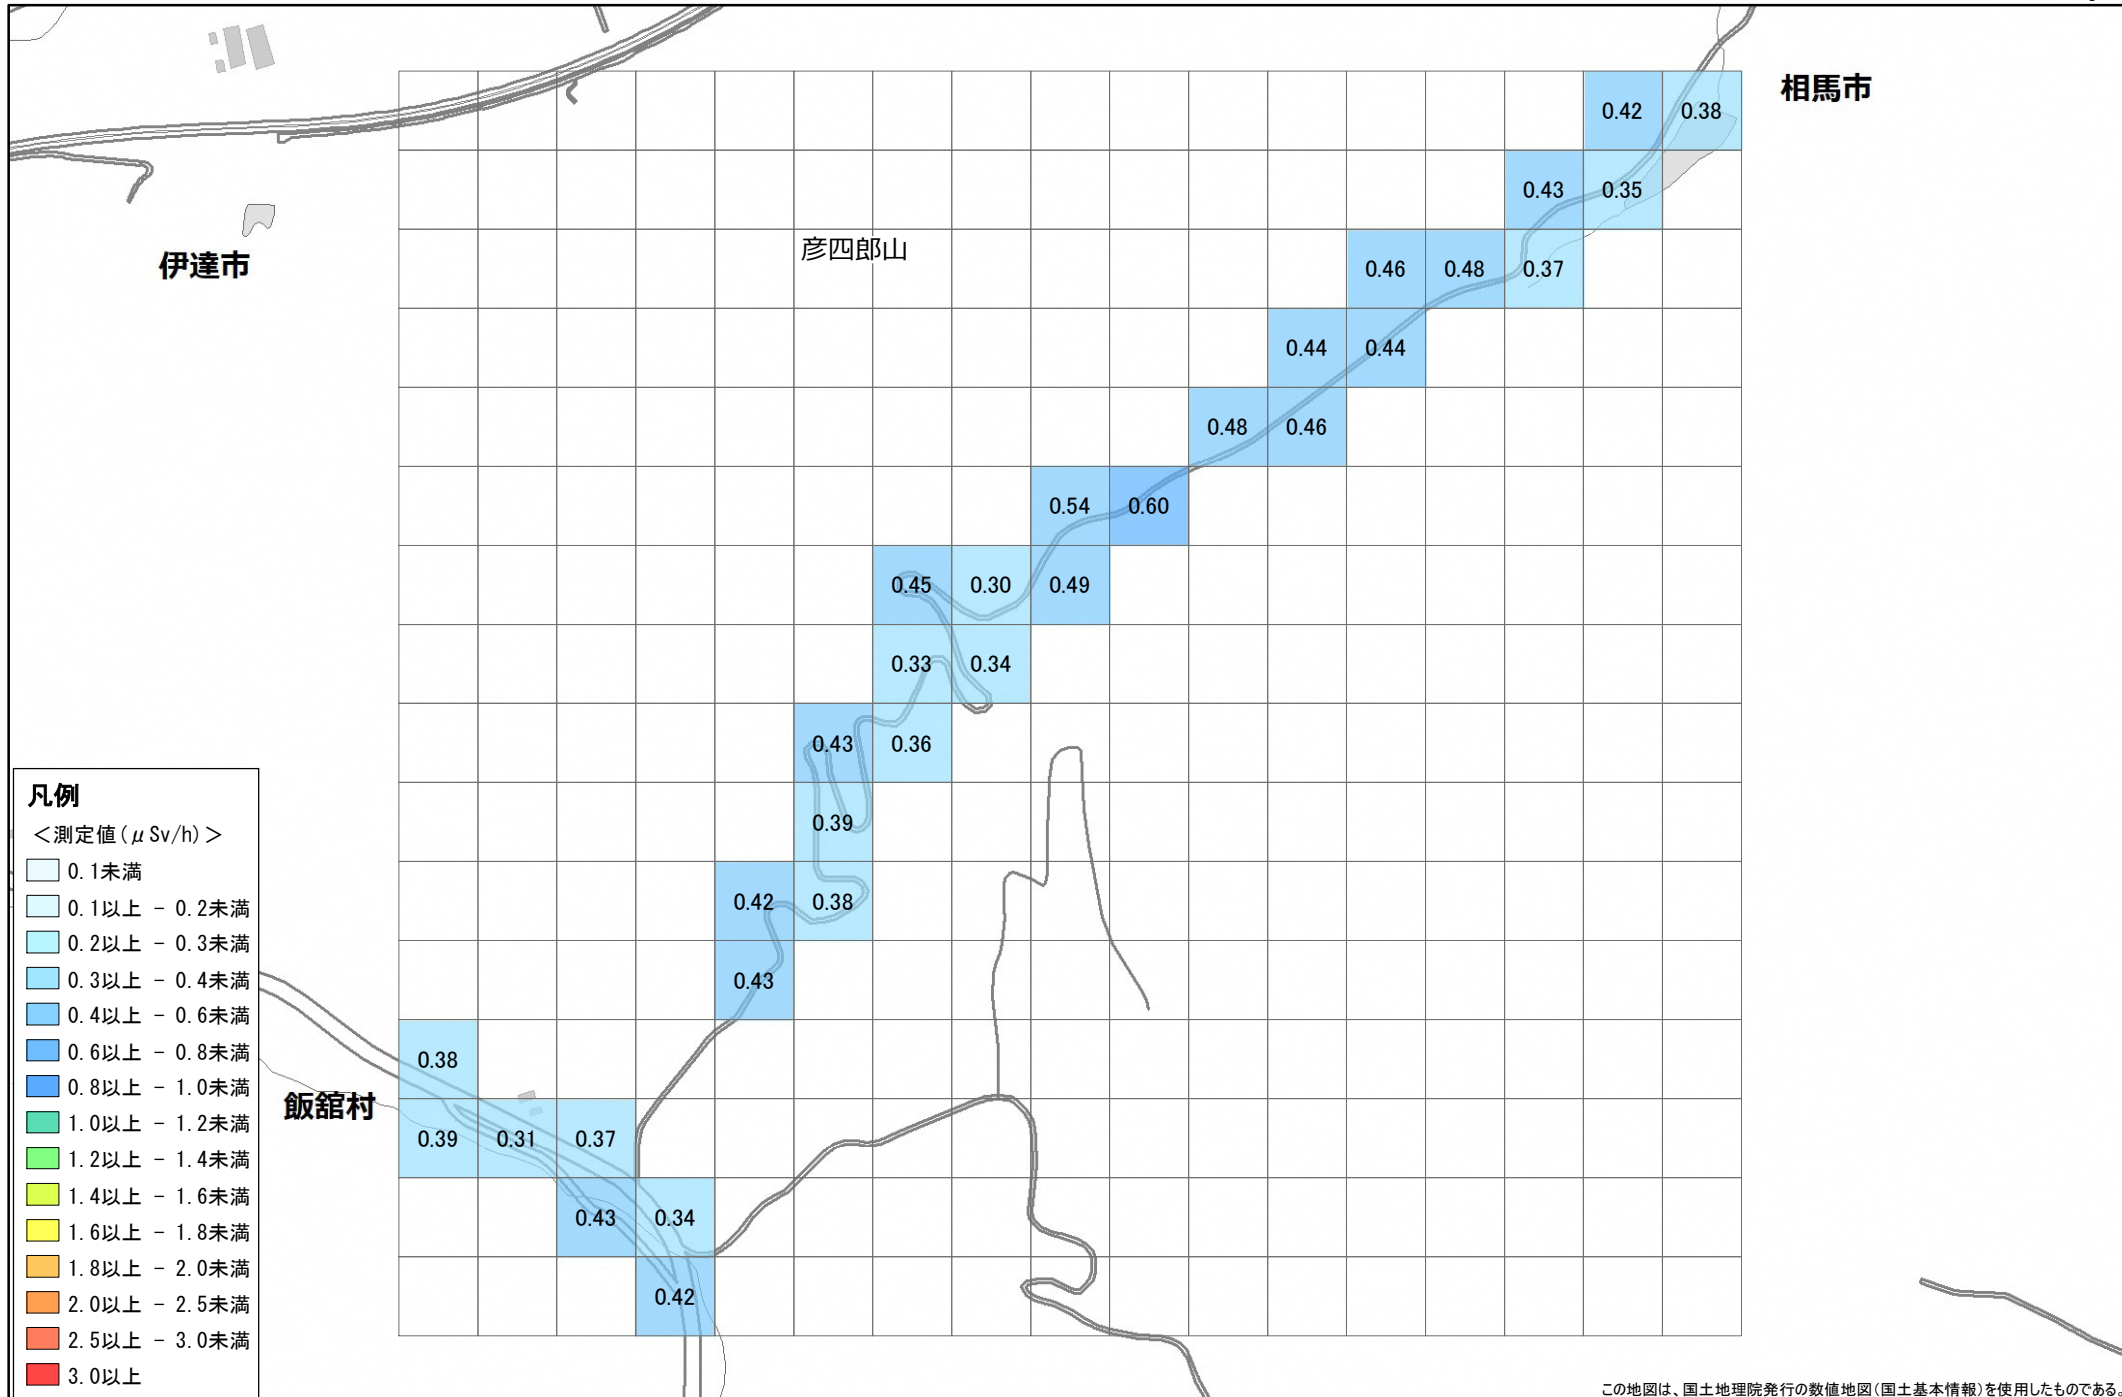 相馬市
0.42 0.38
0.43 0.35
彦四郎山
伊達市
0.46 0.48 0.37
0.44 0.44
0.48 0.46
0.54 0.60
0.45 0.30 0.49
0.33 0.34
0.43 0.36
0.39
0.42 0.38
0.43
0.38
飯舘村
0.39 0.31 0.37
0.43 0.34
0.42
凡例
＜測定値(μSv/h)＞
0.1未満
0.1以上 － 0.2未満
0.2以上 － 0.3未満
0.3以上 － 0.4未満
0.4以上 － 0.6未満
0.6以上 － 0.8未満
0.8以上 － 1.0未満
1.0以上 － 1.2未満
1.2以上 － 1.4未満
1.4以上 － 1.6未満
1.6以上 － 1.8未満
1.8以上 － 2.0未満
2.0以上 － 2.5未満
2.5以上 － 3.0未満
3.0以上
この地図は、国土地理院発行の数値地図(国土基本情報)を使用したものである。